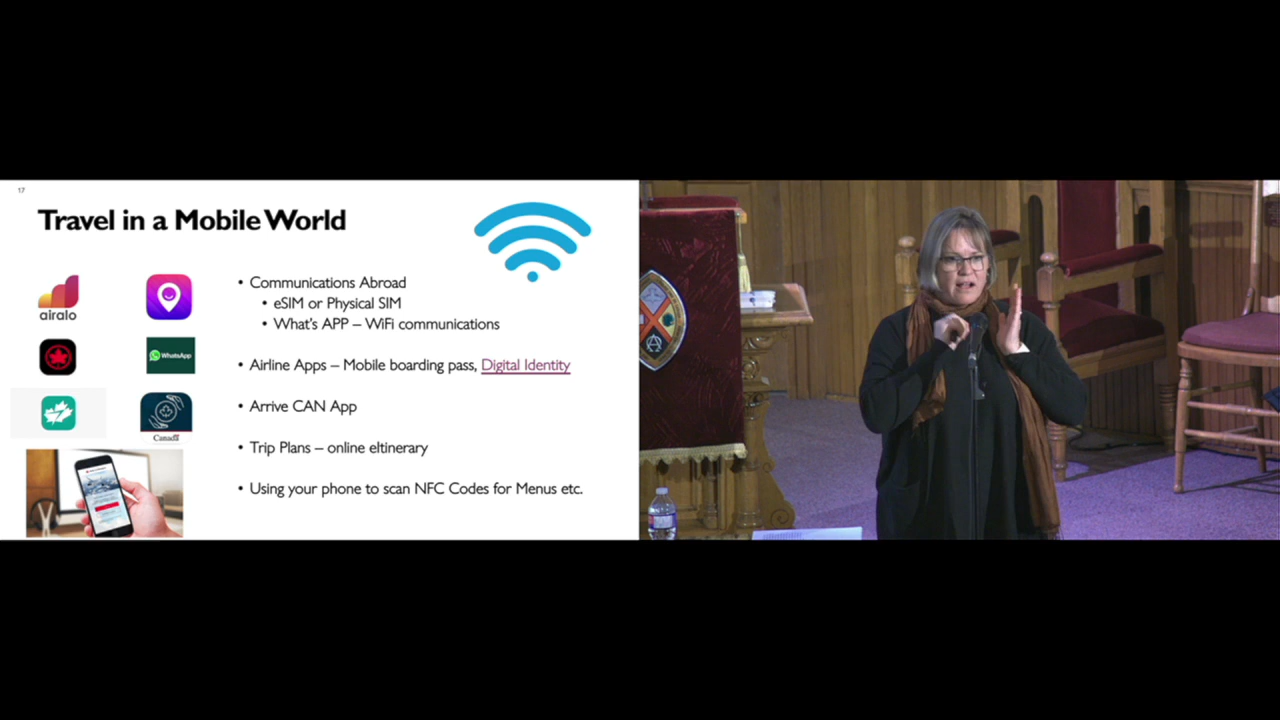 17
Travel in a Mobile World
airalo
WhatsApp
Canada
• Communications Abroad
• eSIM or Physical SIM
• What's APP – WiFi communications
• Airline Apps – Mobile boarding pass, Digital Identity
• Arrive CAN App
• Trip Plans – online eItinerary
• Using your phone to scan NFC Codes for Menus etc.